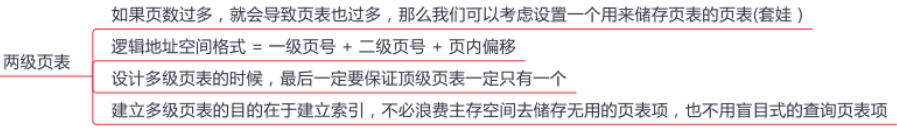 如果页数过多，就会导致页表也过多，那么我们可以考虑设置一个用来储存页表的页表(套娃 )
逻辑地址空间格式 = 一级页号 + 二级页号 + 页内偏移
两级页表
设计多级页表的时候，最后一定要保证顶级页表一定只有一个
建立多级页表的目的在于建立索引，不必浪费主存空间去储存无用的页表项，也不用盲目式的查询页表项